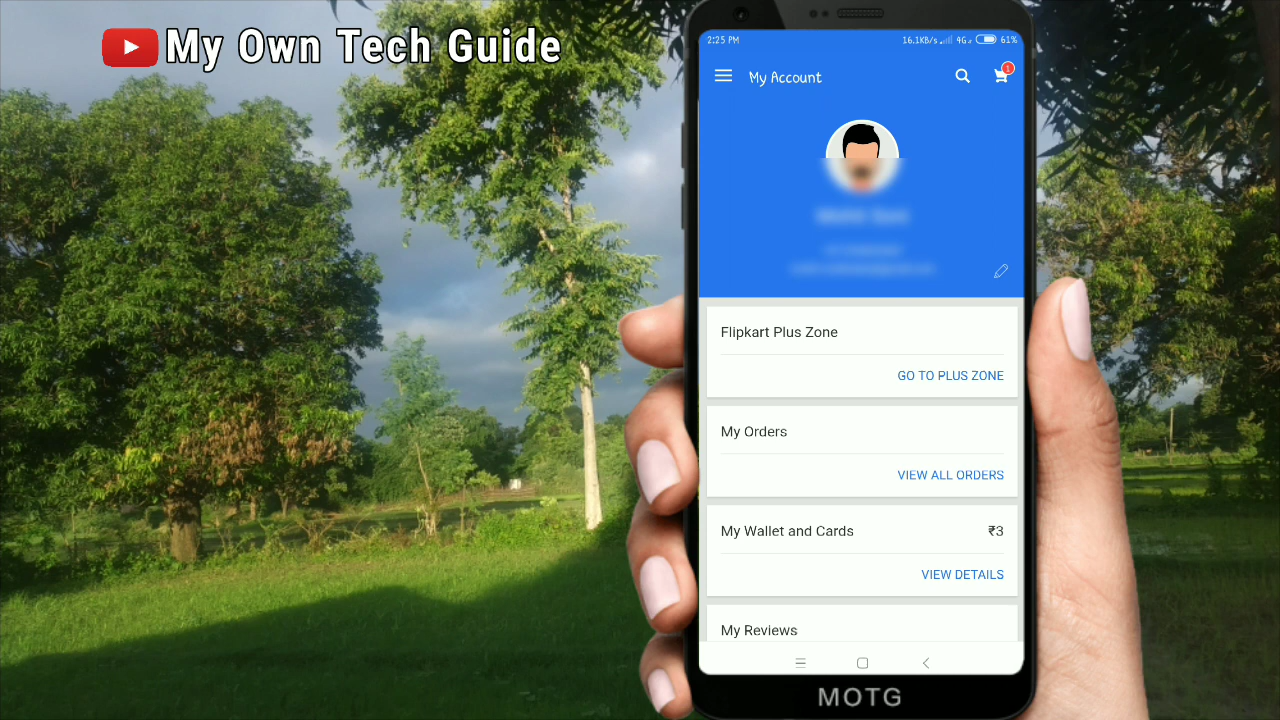 My Own Tech Guide
2:25 PM
16.1KB/s
4G
61%
My Account
1
Flipkart Plus Zone
GO TO PLUS ZONE
My Orders
VIEW ALL ORDERS
My Wallet and Cards
₹3
VIEW DETAILS
My Reviews
MOTG